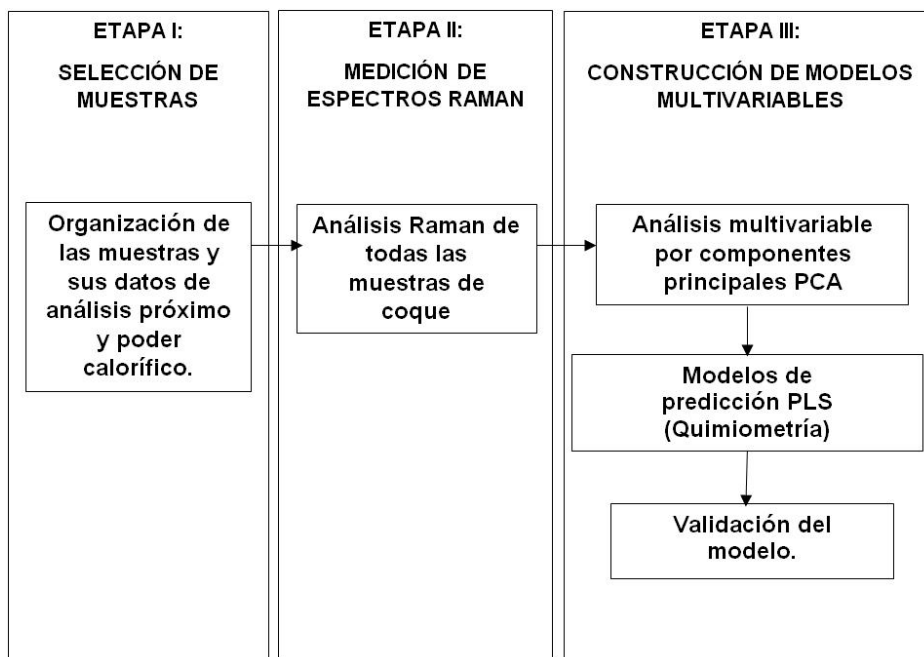 ETAPA I:
SELECCIÓN DE
MUESTRAS
Organización de
las muestras y
sus datos de
análisis próximo
y poder
calorífico.
ETAPA II:
MEDICIÓN DE
ESPECTROS RAMAN
Análisis Raman de
todas las
muestras de
coque
ETAPA III:
CONSTRUCCIÓN DE MODELOS
MULTIVARIABLES
Análisis multivariable
por componentes
principales PCA
Modelos de
predicción PLS
(Quimiometría)
Validación del
modelo.